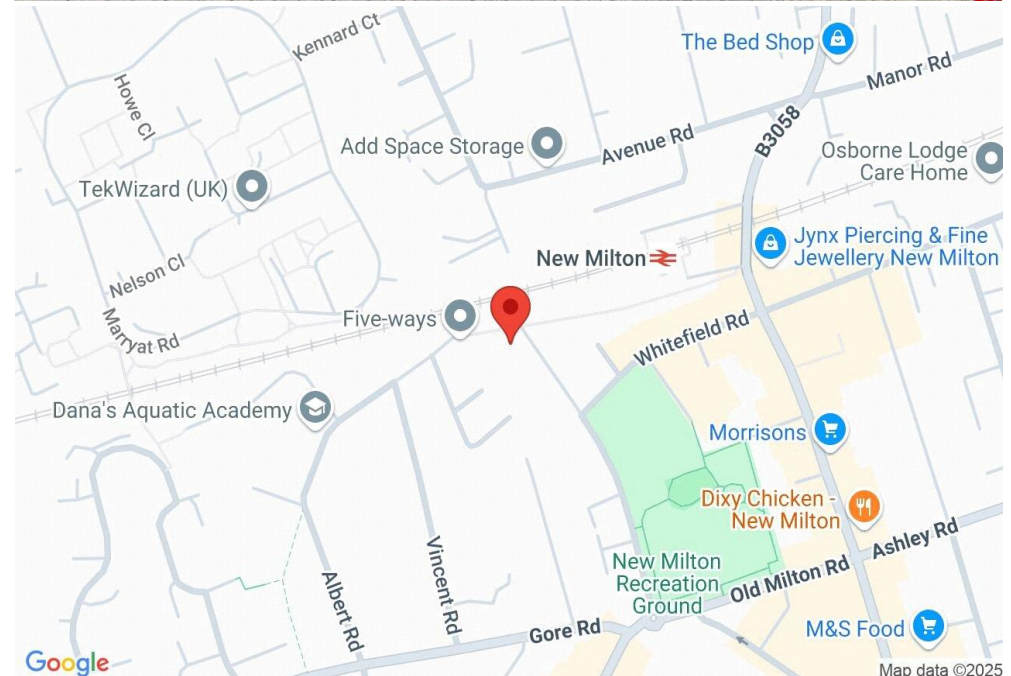 Kennard Ct
The Bed Shop
Manor Rd
Howe Cl
B3058
Add Space Storage
Avenue Rd
Osborne Lodge
Care Home
TekWizard (UK)
Jynx Piercing & Fine
Jewellery New Milton
New Milton
Nelson Cl
Five-ways
Marryat Rd
Whitefield Rd
Dana's Aquatic Academy
Morrisons
Dixy Chicken -
New Milton
Ashley Rd
Vincent Rd
New Milton
Recreation
Ground
Old Milton Rd
Albert Rd
Gore Rd
M&S Food
Google
Map data ©2025